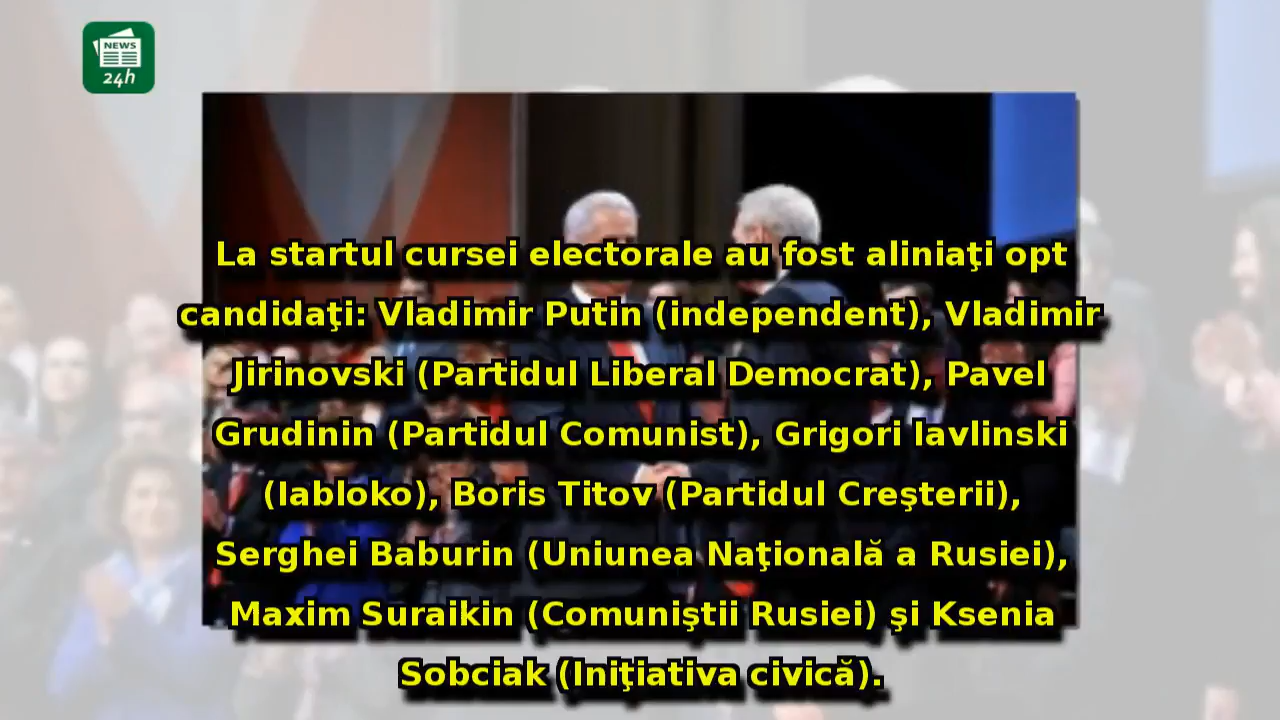 NEWS
24h
La startul cursei electorale au fost aliniaţi opt
candidaţi: Vladimir Putin (independent), Vladimir
Jirinovski (Partidul Liberal Democrat), Pavel
Grudinin (Partidul Comunist), Grigori Iavlinski
(Iabloko), Boris Titov (Partidul Creşterii),
Serghei Baburin (Uniunea Naţională a Rusiei),
Maxim Suraikin (Comuniştii Rusiei) şi Ksenia
Sobciak (Iniţiativa civică).